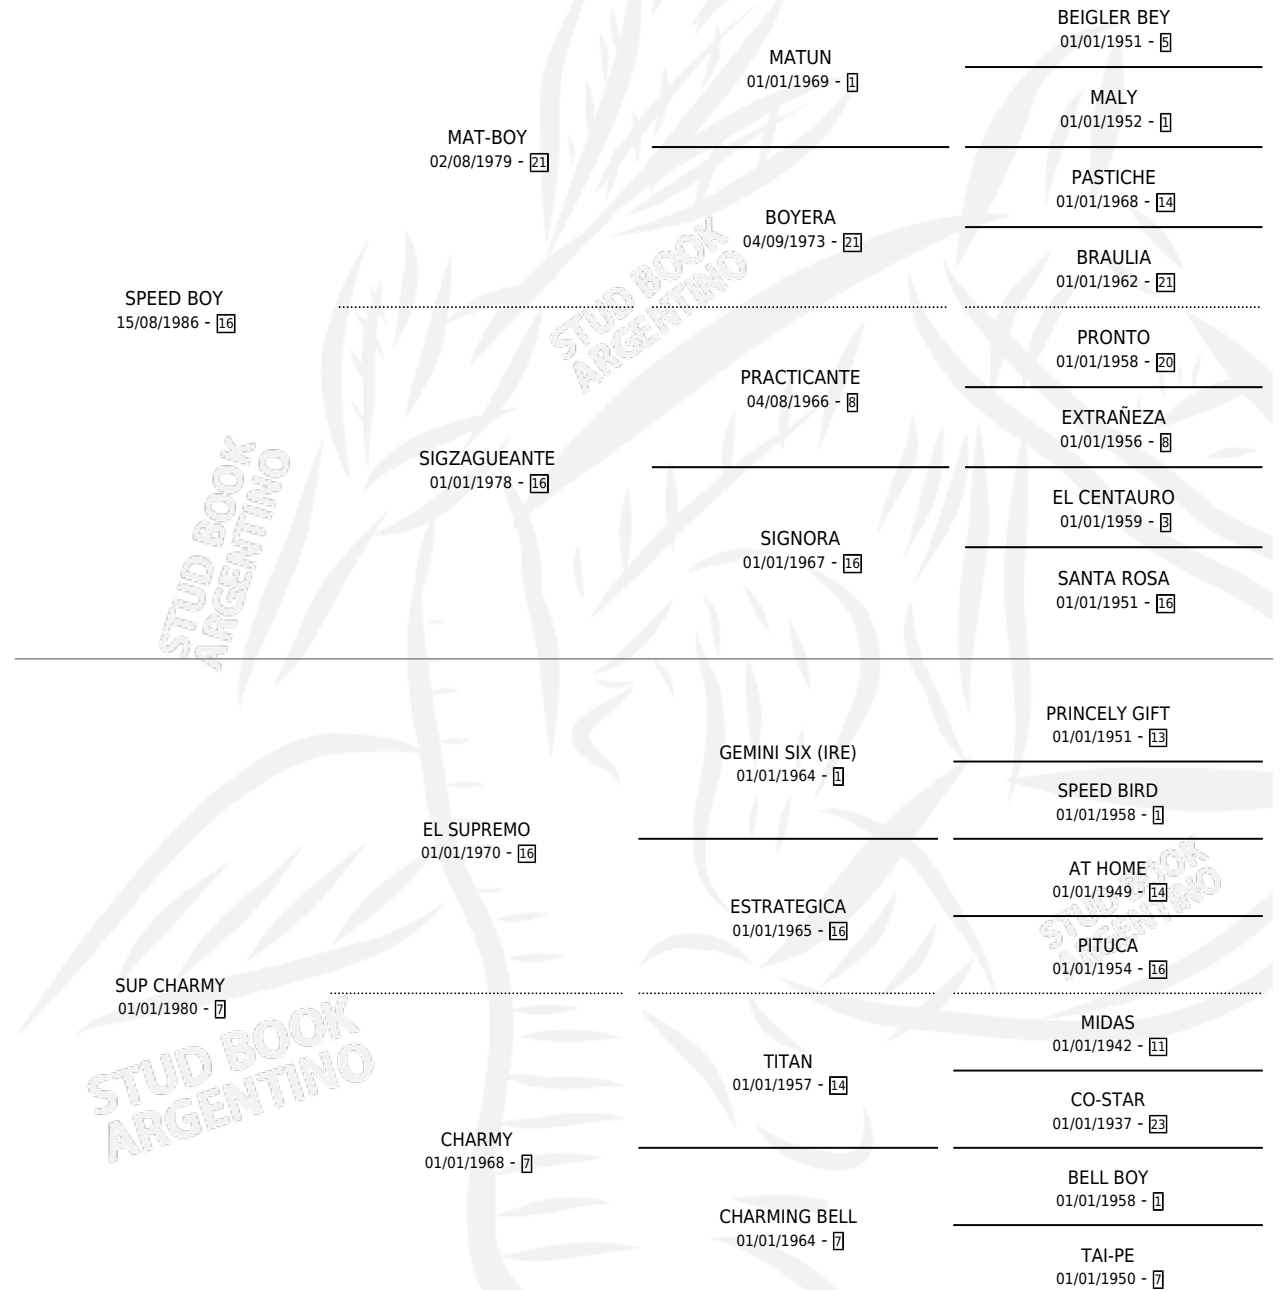 BEIGLER BEY
01/01/1951 - 5
MATUN
01/01/1969 - 1
MALY
01/01/1952 - 1
MAT-BOY
02/08/1979 - 21
PASTICHE
01/01/1968 - 14
BOYERA
04/09/1973 - 21
BRAULIA
01/01/1962 - 21
SPEED BOY
15/08/1986 - 16
PRONTO
01/01/1958 - 20
PRACTICANTE
04/08/1966 - 8
EXTRAÑEZA
01/01/1956 - 8
SIGZAGUEANTE
01/01/1978 - 16
EL CENTAURO
01/01/1959 - 3
SIGNORA
01/01/1967 - 16
SANTA ROSA
01/01/1951 - 16
PRINCELY GIFT
01/01/1951 - 13
GEMINI SIX (IRE)
01/01/1964 - 1
SPEED BIRD
01/01/1958 - 1
EL SUPREMO
01/01/1970 - 16
AT HOME
01/01/1949 - 14
ESTRATEGICA
01/01/1965 - 16
PITUCA
01/01/1954 - 16
SUP CHARMY
01/01/1980 - 7
MIDAS
01/01/1942 - 11
TITAN
01/01/1957 - 14
CO-STAR
01/01/1937 - 23
CHARMY
01/01/1968 - 7
BELL BOY
01/01/1958 - 1
CHARMING BELL
01/01/1964 - 7
TAI-PE
01/01/1950 - 7
STUD BOOK
ARGENTINO
STUD BOOK
ARGENTINO
STUD BOOK
ARGENTINO
STUD BOOK
ARGENTINO